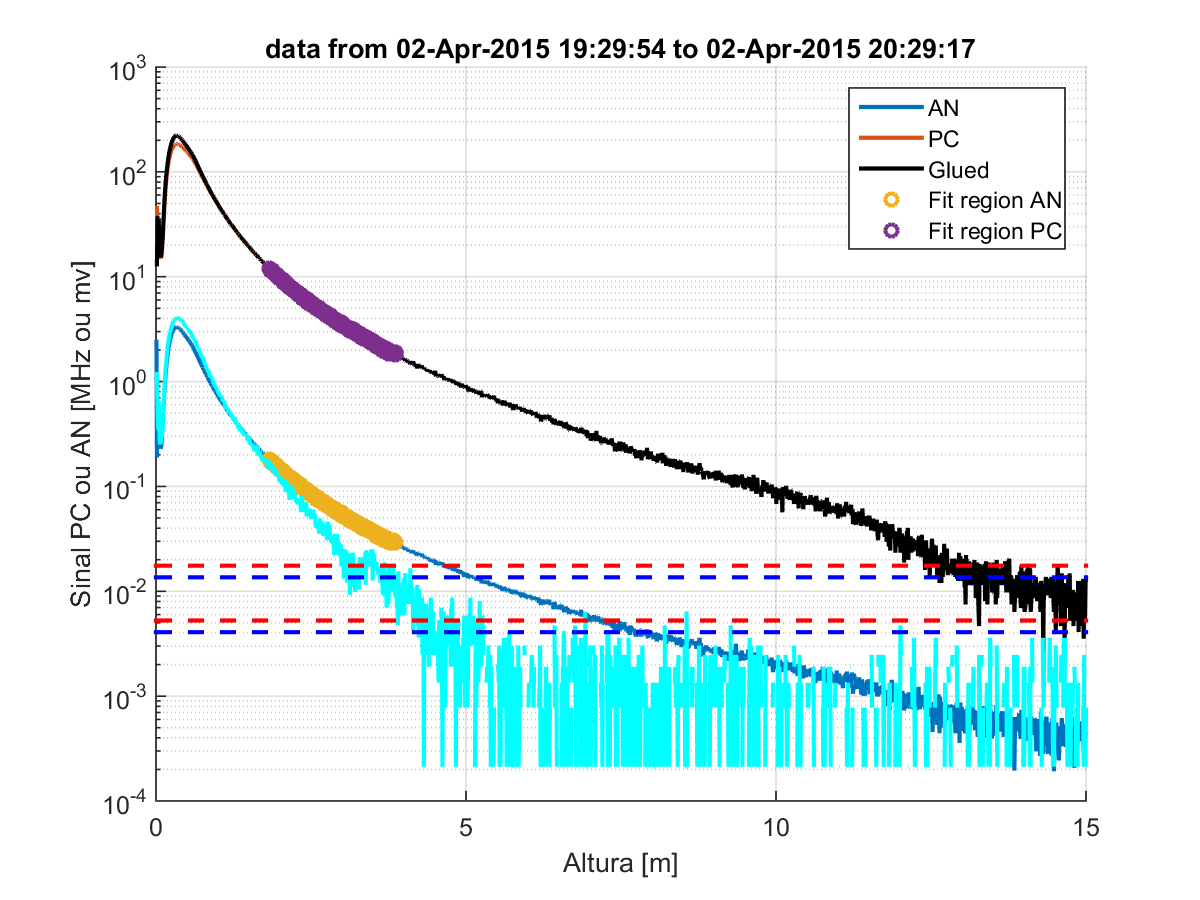 data from 02-Apr-2015 19:29:54 to 02-Apr-2015 20:29:17
10^3
10^2
10^1
10^0
10^-1
10^-2
10^-3
10^-4
Sinal PC ou AN [MHz ou mv]
AN
PC
Glued
Fit region AN
Fit region PC
0 5 10 15
Altura [m]